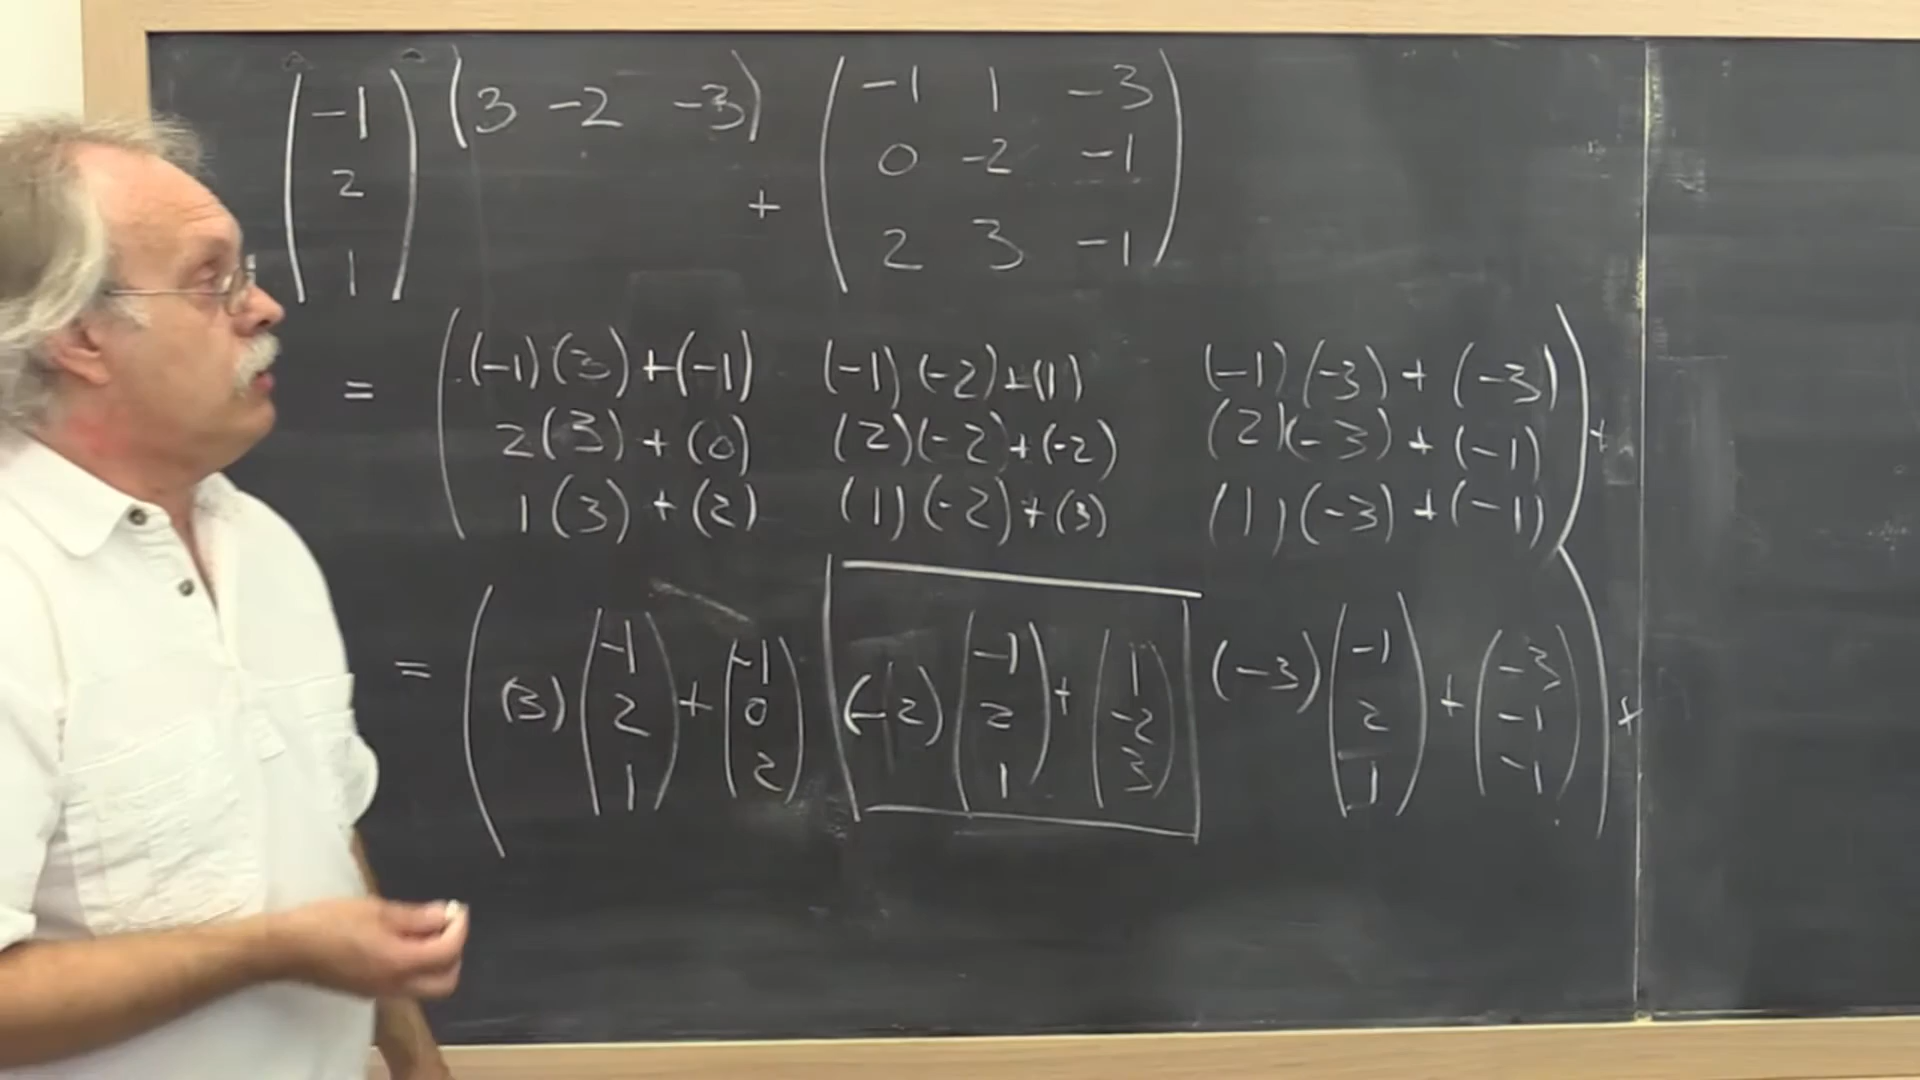 (-1 (3 -2 -3) (-1 1 -3
2 + 0 -2 -1
1) 2 3 -1)
= ((-1)(3)+(-1) (-1)(-2)+(1) (-1)(-3)+(-3)
2(3)+(0) (2)(-2)+(-2) (2)(-3)+(-1)
1(3)+(2) (1)(-2)+(3) (1)(-3)+(-1)) +
= ((3)(-1 + (-1 (-2)(-1 + (1 (-3)(-1 + (-3
2 0 2 -2 2 -1
1) 2) 1) 3) 1) -1)) +